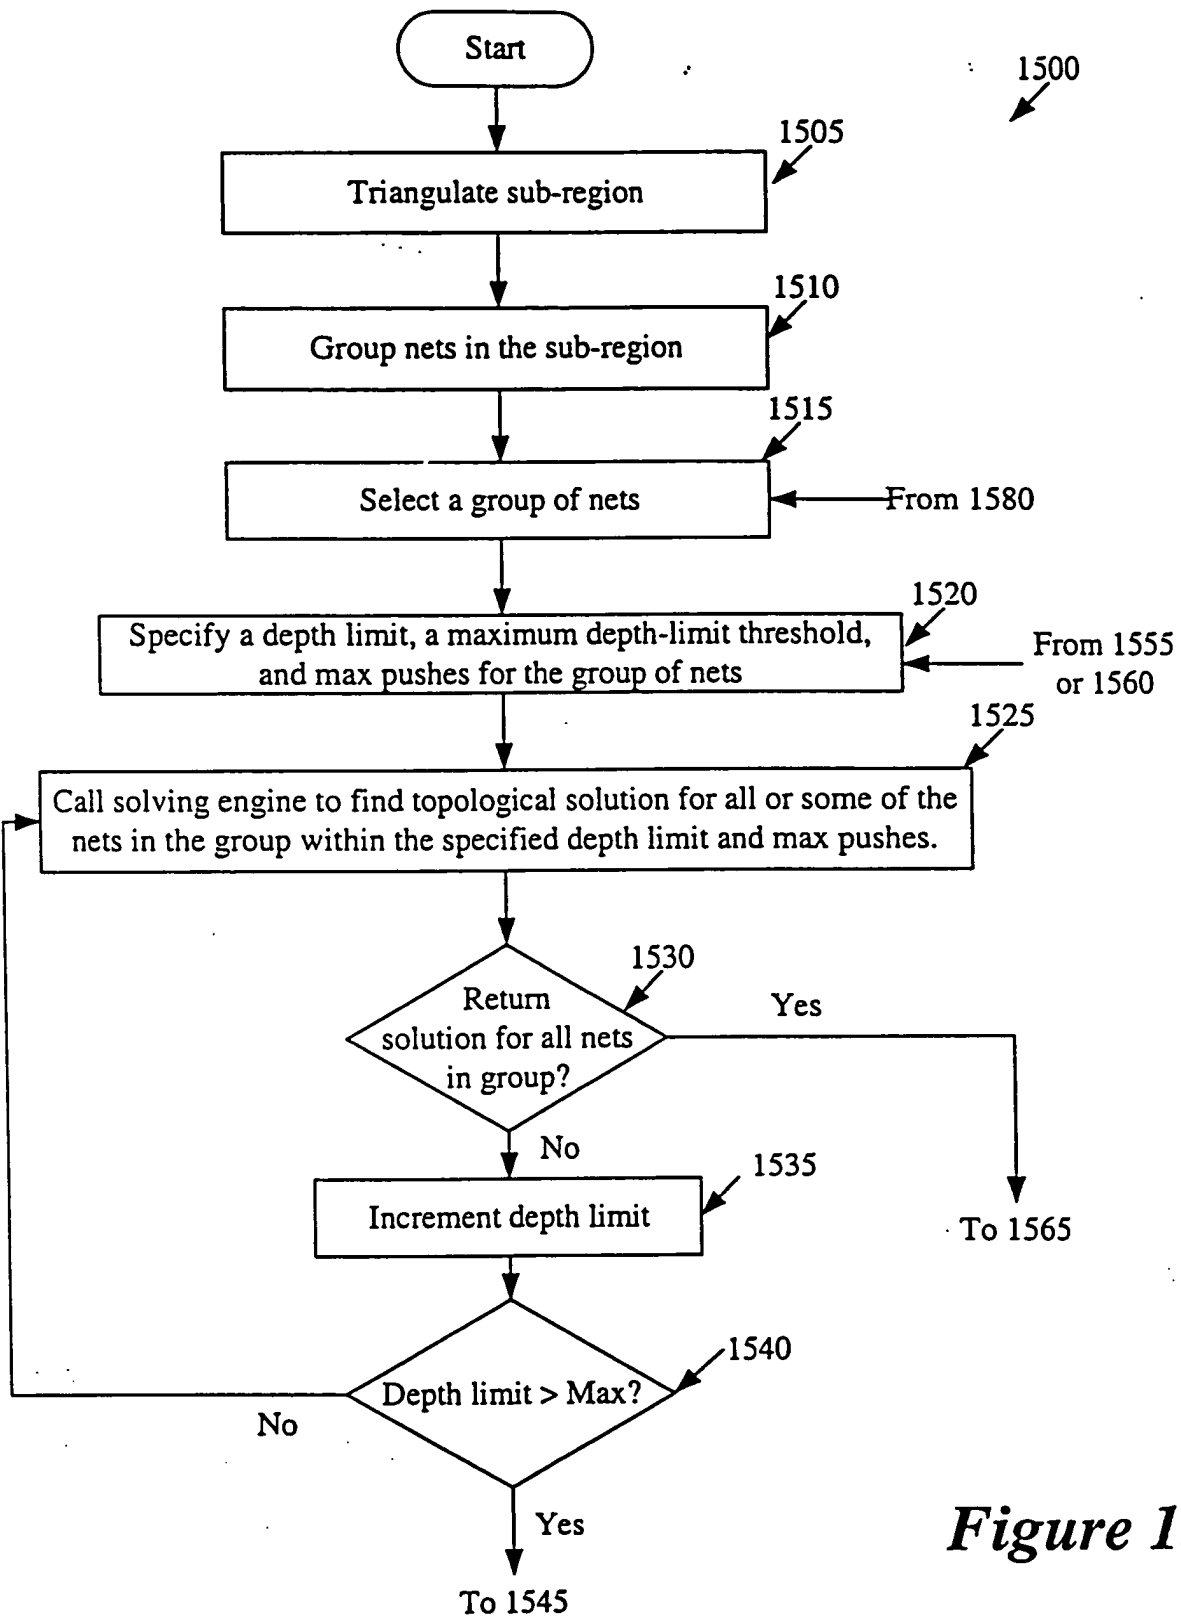 Start
1500
1505
Triangulate sub-region
1510
Group nets in the sub-region
1515
Select a group of nets
From 1580
1520
Specify a depth limit, a maximum depth-limit threshold,
and max pushes for the group of nets
From 1555
or 1560
1525
Call solving engine to find topological solution for all or some of the
nets in the group within the specified depth limit and max pushes.
1530
Return
solution for all nets
in group?
Yes
No
1535
Increment depth limit
To 1565
1540
Depth limit > Max?
No
Yes
To 1545
Figure 1